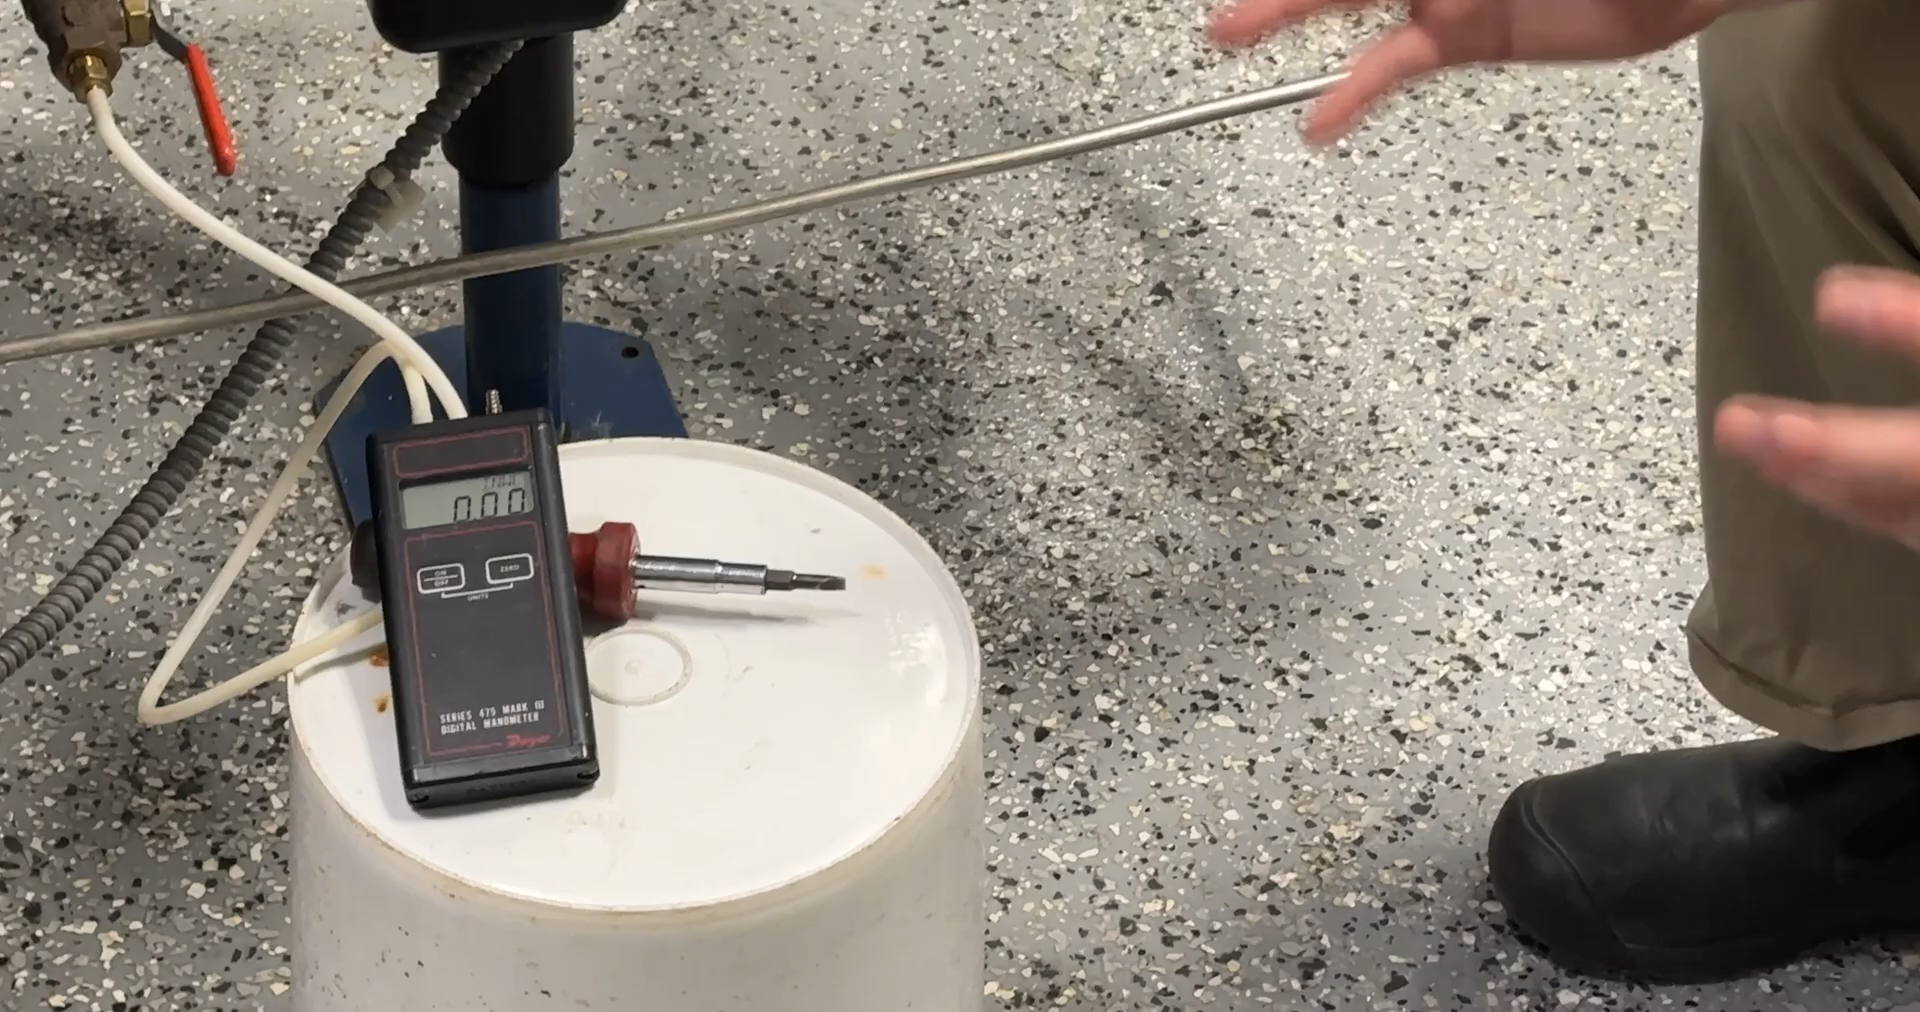 0.00
ON
OFF
ZERO
UNITS
SERIES 475 MARK III
DIGITAL MANOMETER
Dwyer